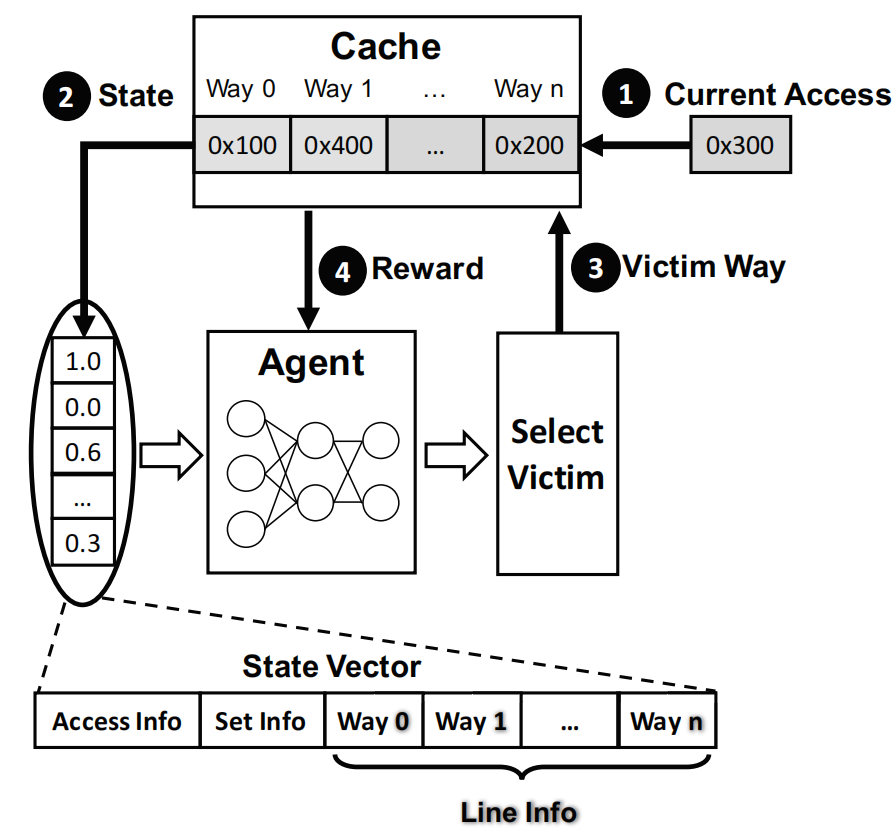 Cache
2 State
Way 0 Way 1 ... Way n
1 Current Access
0x100 0x400 ... 0x200
0x300
4 Reward
3 Victim Way
1.0
0.0
0.6
...
0.3
Agent
Select
Victim
State Vector
Access Info Set Info Way 0 Way 1 ... Way n
Line Info